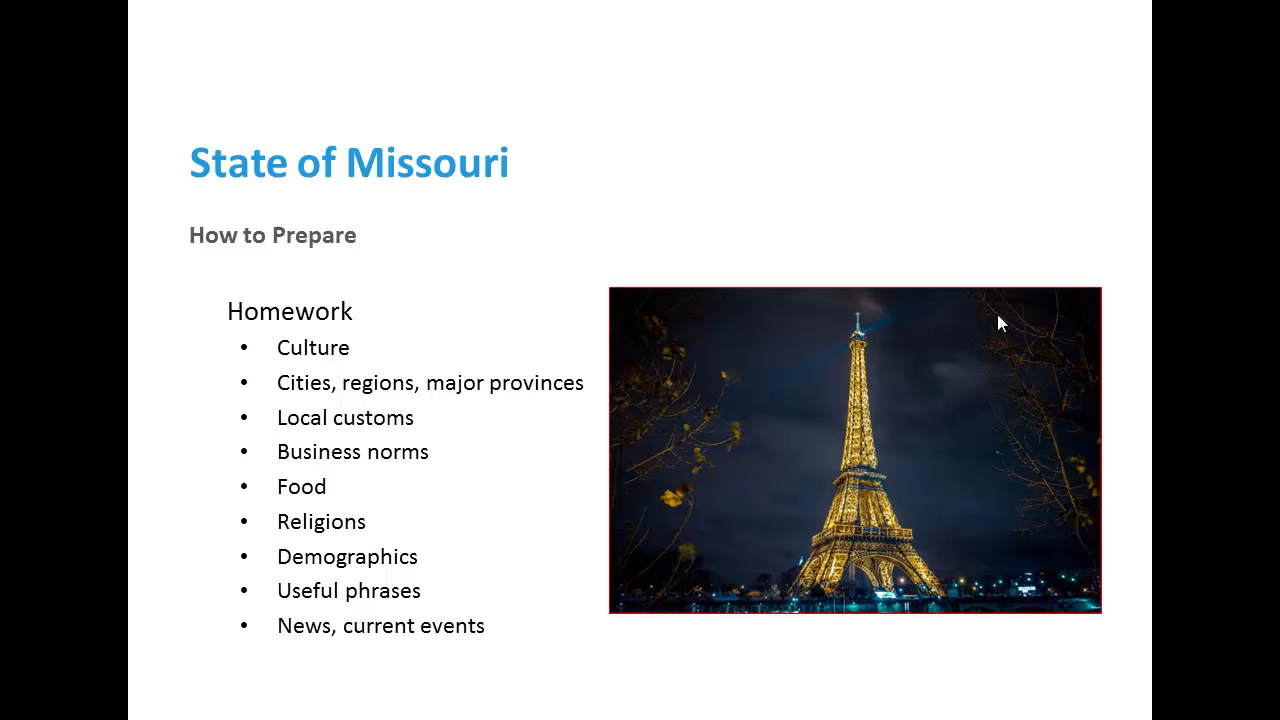 State of Missouri
How to Prepare
Homework
• Culture
• Cities, regions, major provinces
• Local customs
• Business norms
• Food
• Religions
• Demographics
• Useful phrases
• News, current events